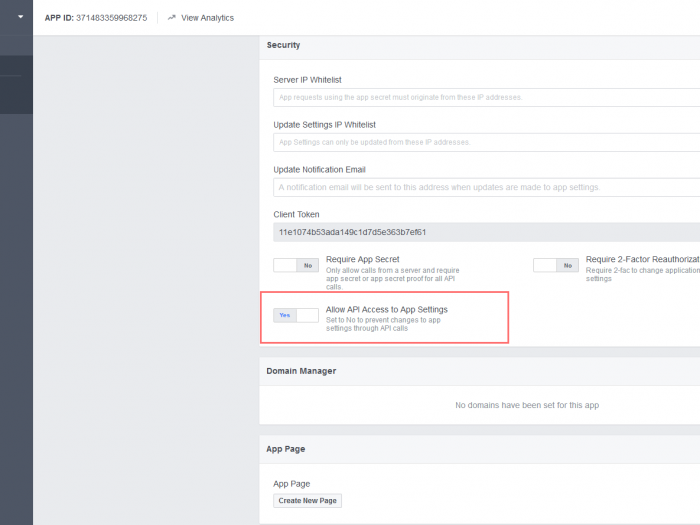 APP ID: 371483359968275 View Analytics
Security
Server IP Whitelist
App requests using the app secret must originate from these IP addresses.
Update Settings IP Whitelist
App Settings can only be updated from these IP addresses.
Update Notification Email
A notification email will be sent to this address when updates are made to app settings.
Client Token
11e1074b53ada149c1d7d5e363b7ef61
No
Require App Secret
Only allow calls from a server and require
app secret or app secret proof for all API
calls.
No
Require 2-Factor Reauthorizat
Require 2-fac to change application
settings
Yes
Allow API Access to App Settings
Set to No to prevent changes to app
settings through API calls
Domain Manager
No domains have been set for this app
App Page
App Page
Create New Page